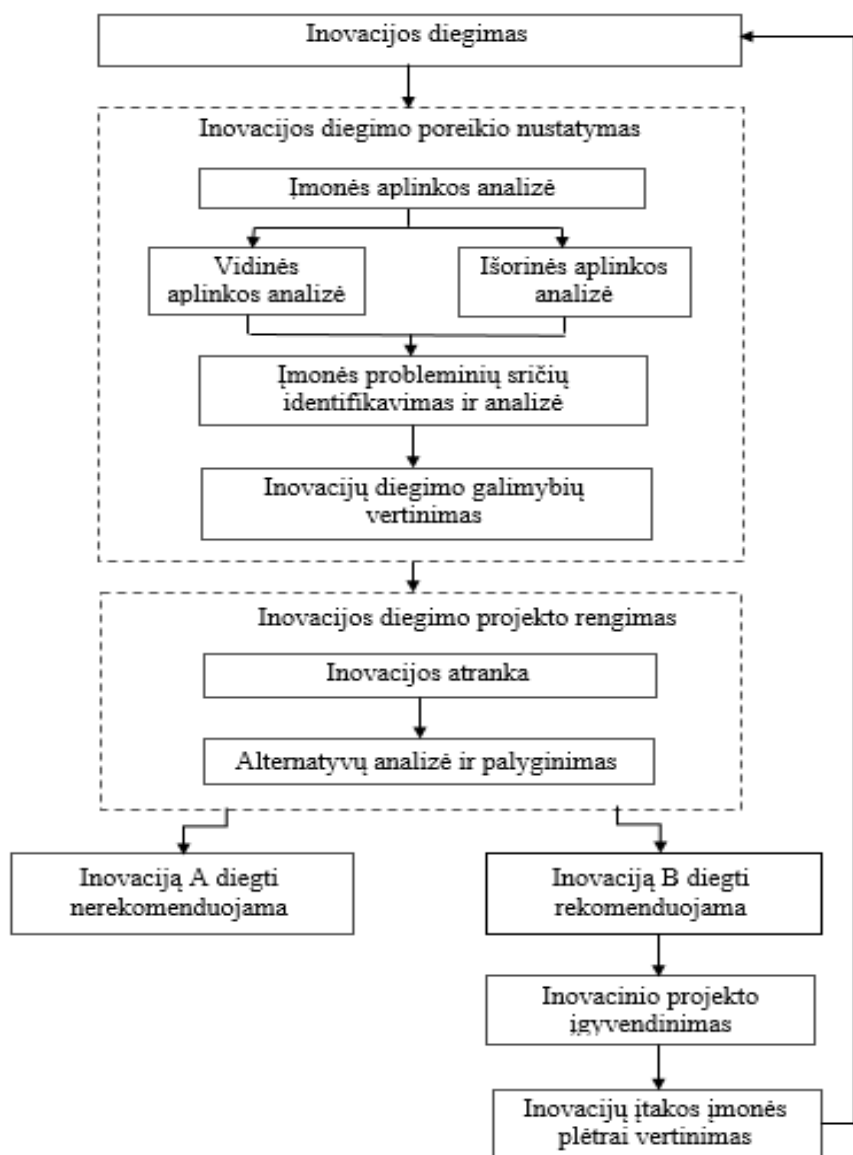 Inovacijos diegimas
Inovacijos diegimo poreikio nustatymas
Įmonės aplinkos analizė
Vidinės
aplinkos analizė
Išorinės aplinkos
analizė
Įmonės probleminių sričių
identifikavimas ir analizė
Inovacijų diegimo galimybių
vertinimas
Inovacijos diegimo projekto rengimas
Inovacijos atranka
Alternatyvų analizė ir palyginimas
Inovaciją A diegti
nerekomenduojama
Inovaciją B diegti
rekomenduojama
Inovacinio projekto
įgyvendinimas
Inovacijų įtakos įmonės
plėtrai vertinimas